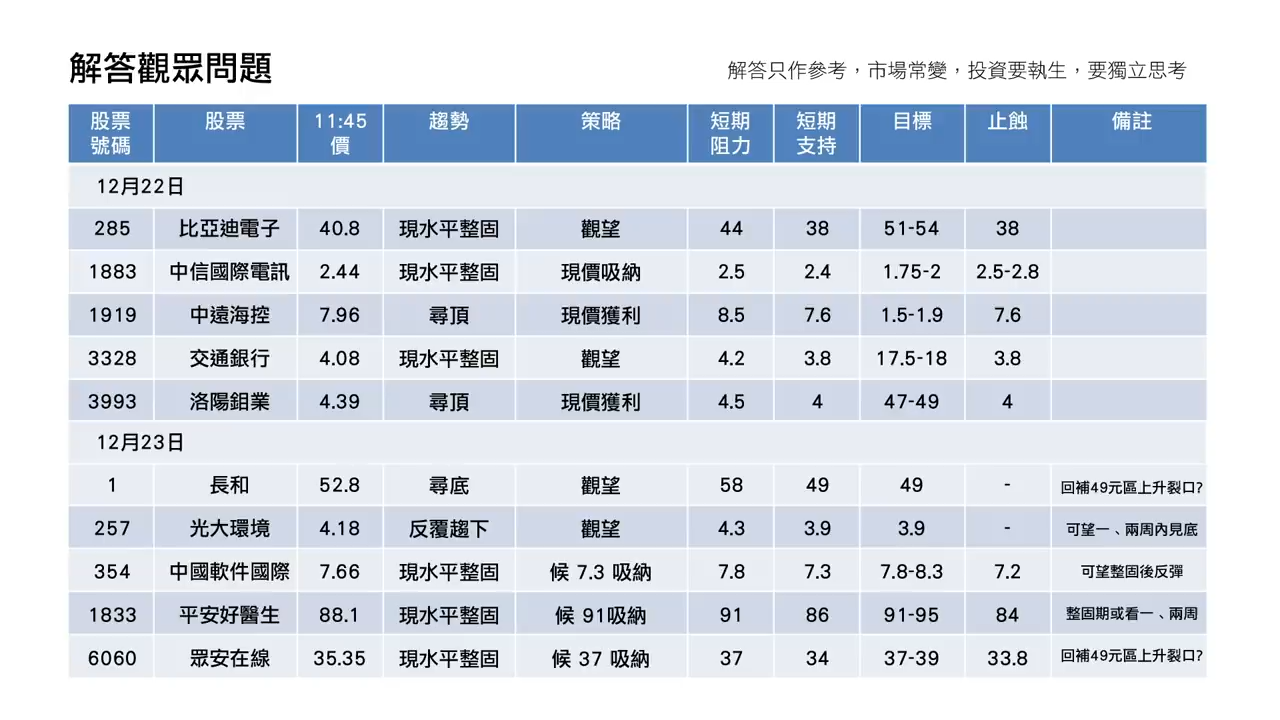 解答觀眾問題
解答只作參考，市場常變，投資要執生，要獨立思考
股票號碼 股票 11:45價 趨勢 策略 短期阻力 短期支持 目標 止蝕 備註
12月22日
285 比亞迪電子 40.8 現水平整固 觀望 44 38 51-54 38
1883 中信國際電訊 2.44 現水平整固 現價吸納 2.5 2.4 1.75-2 2.5-2.8
1919 中遠海控 7.96 尋頂 現價獲利 8.5 7.6 1.5-1.9 7.6
3328 交通銀行 4.08 現水平整固 觀望 4.2 3.8 17.5-18 3.8
3993 洛陽鉬業 4.39 尋頂 現價獲利 4.5 4 47-49 4
12月23日
1 長和 52.8 尋底 觀望 58 49 49 - 回補49元區上升裂口?
257 光大環境 4.18 反覆趨下 觀望 4.3 3.9 3.9 - 可望一、兩周內見底
354 中國軟件國際 7.66 現水平整固 候 7.3 吸納 7.8 7.3 7.8-8.3 7.2 可望整固後反彈
1833 平安好醫生 88.1 現水平整固 候 91吸納 91 86 91-95 84 整固期或看一、兩周
6060 眾安在線 35.35 現水平整固 候 37 吸納 37 34 37-39 33.8 回補49元區上升裂口?